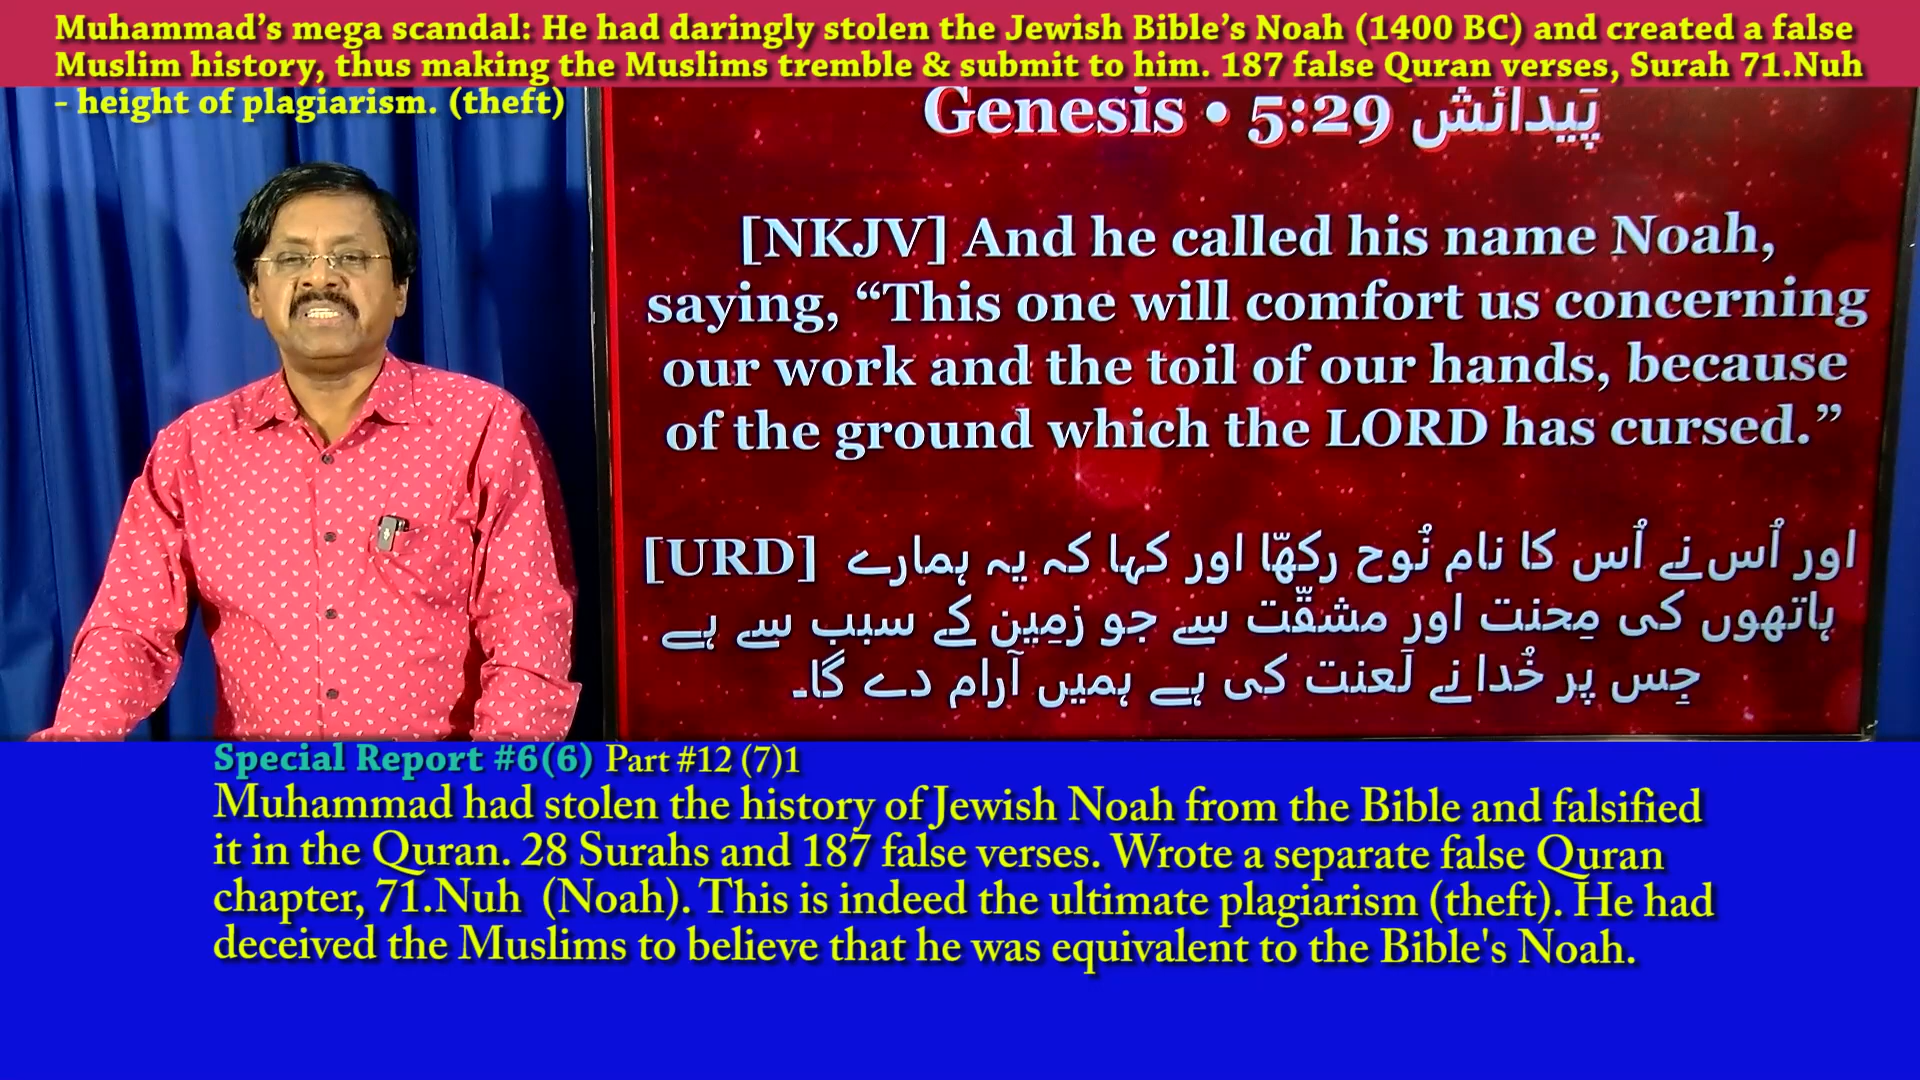 Muhammad’s mega scandal: He had daringly stolen the Jewish Bible’s Noah (1400 BC) and created a false
Muslim history, thus making the Muslims tremble & submit to him. 187 false Quran verses, Surah 71.Nuh
- height of plagiarism. (theft)
Genesis • 5:29 پَیدائش
[NKJV] And he called his name Noah,
saying, “This one will comfort us concerning
our work and the toil of our hands, because
of the ground which the LORD has cursed.”
[URD] اور اُس نے اُس کا نام نُوح رکھّا اور کہا کہ یہ ہمارے
ہاتھوں کی مِحنت اور مشقّت سے جو زمِین کے سبب سے ہے
جِس پر خُدا نے لَعنت کی ہے ہمیں آرام دے گا۔
Special Report #6(6) Part #12 (7)1
Muhammad had stolen the history of Jewish Noah from the Bible and falsified
it in the Quran. 28 Surahs and 187 false verses. Wrote a separate false Quran
chapter, 71.Nuh (Noah). This is indeed the ultimate plagiarism (theft). He had
deceived the Muslims to believe that he was equivalent to the Bible's Noah.